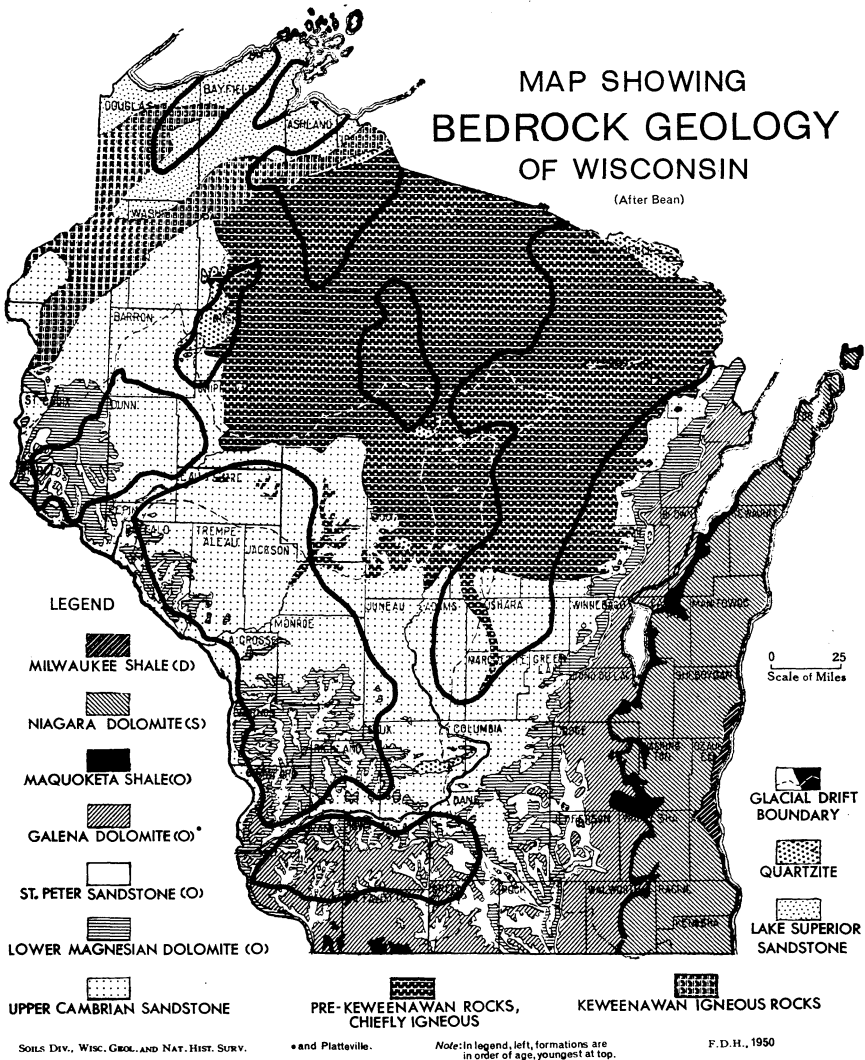 MAP SHOWING
BEDROCK GEOLOGY
OF WISCONSIN
(After Bean)
DOUGLAS
BAYFIELD
ASHLAND
WASH
BARRON
ST. CROIX
DUNN
TREMPE
ALEAU
JACKSON
MONROE
JUNEAU
ADAMS
WINNEBAGO
MANITOWOC
GREEN
LAKE
SHEBOYGAN
COLUMBIA
DODGE
DANE
JEFFERSON
ROCK
WALWORTH
RACINE
KENOSHA
0 25
Scale of Miles
LEGEND
MILWAUKEE SHALE (D)
NIAGARA DOLOMITE (S)
MAQUOKETA SHALE (O)
GALENA DOLOMITE (O)•
ST. PETER SANDSTONE (O)
LOWER MAGNESIAN DOLOMITE (O)
UPPER CAMBRIAN SANDSTONE
PRE-KEWEENAWAN ROCKS,
CHIEFLY IGNEOUS
KEWEENAWAN IGNEOUS ROCKS
GLACIAL DRIFT
BOUNDARY
QUARTZITE
LAKE SUPERIOR
SANDSTONE
SOILS DIV., WISC. GEOL. AND NAT. HIST. SURV.
• and Platteville.
Note: In legend, left, formations are
in order of age, youngest at top.
F.D.H., 1950